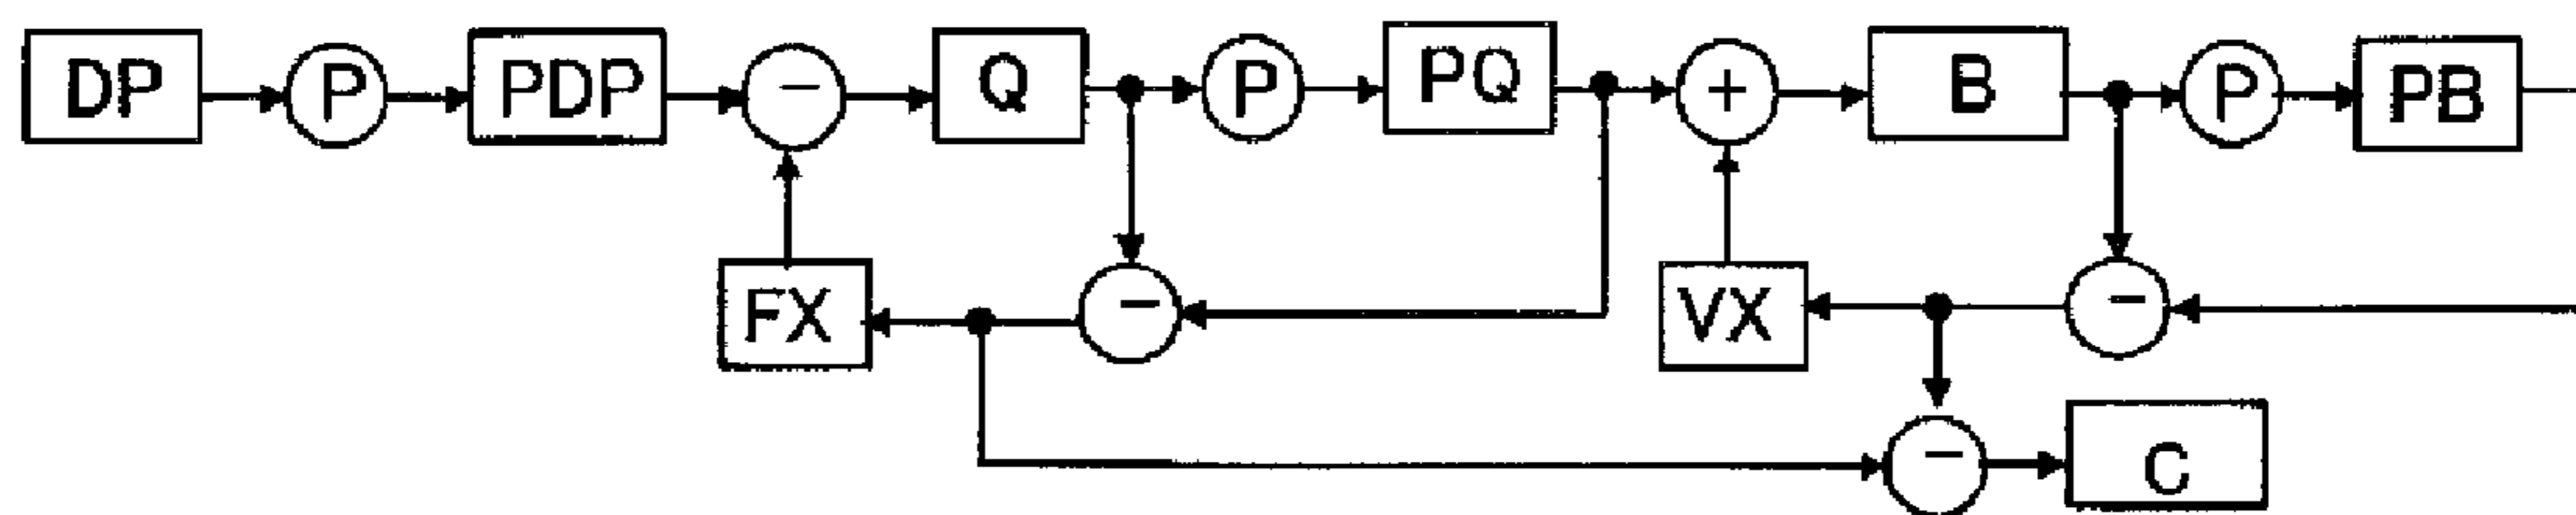 DP P PDP − Q P PQ + B P PB
FX − VX −
− C